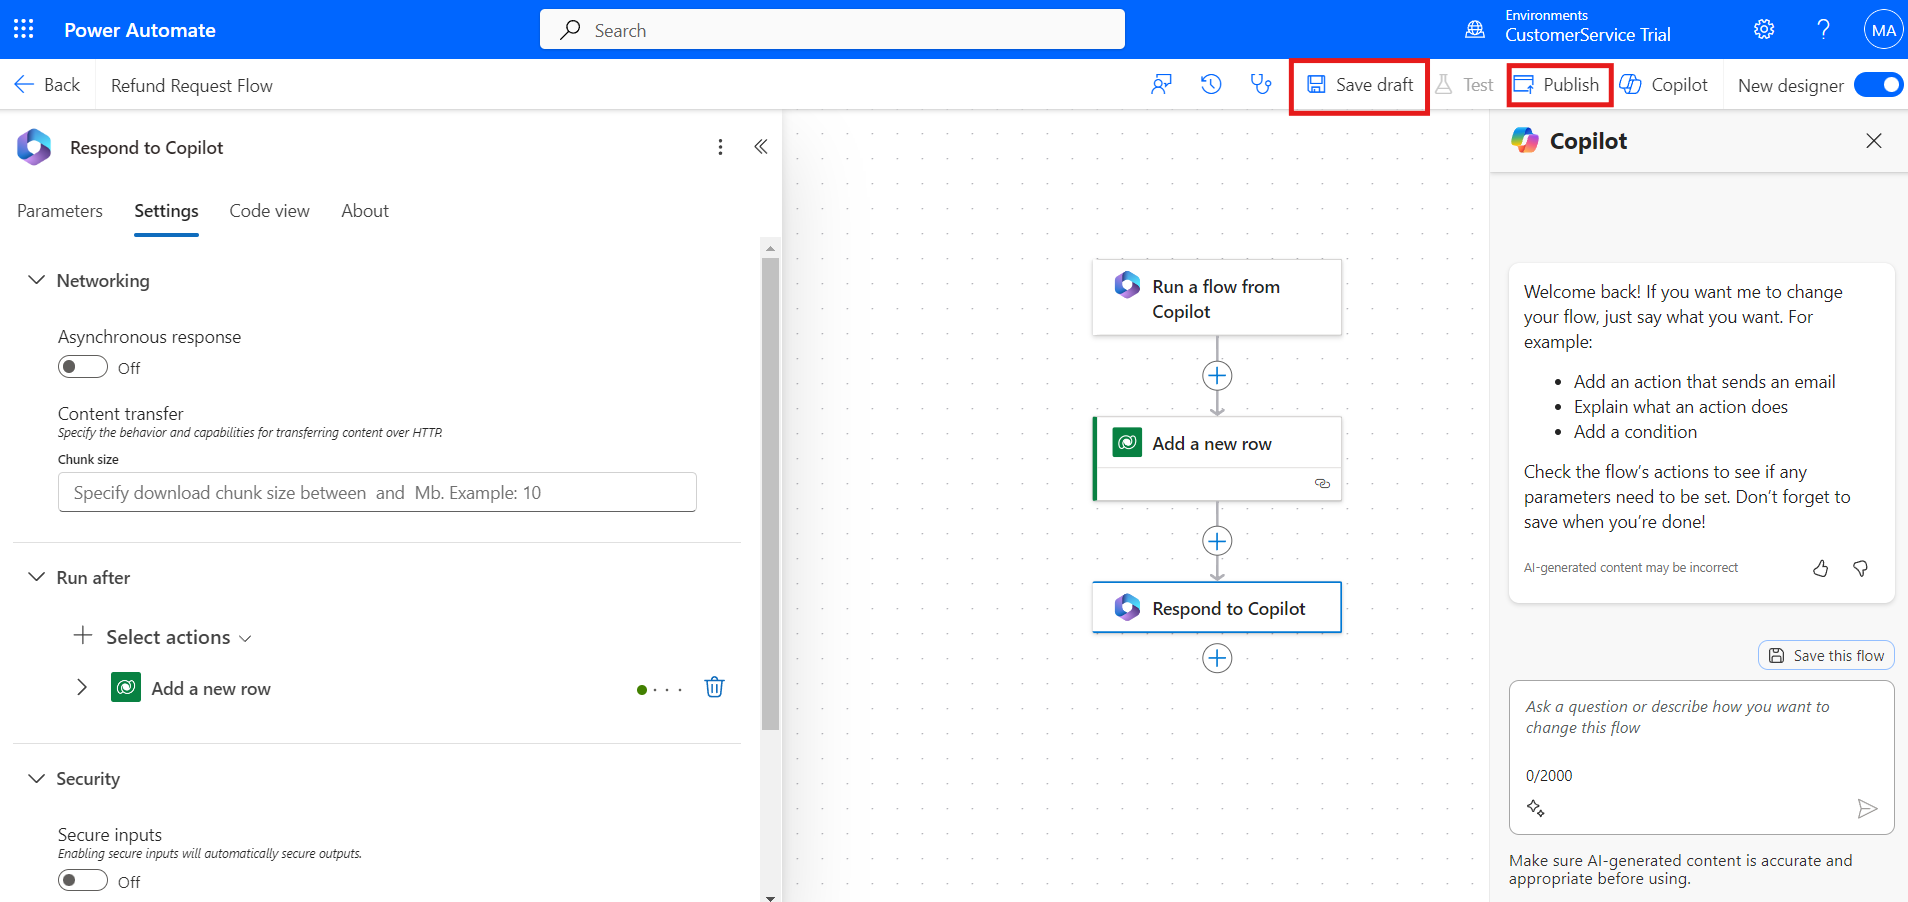 Power Automate
Search
Environments
CustomerService Trial
MA
Back
Refund Request Flow
Save draft
Test
Publish
Copilot
New designer
Respond to Copilot
Parameters
Settings
Code view
About
Networking
Asynchronous response
Off
Content transfer
Specify the behavior and capabilities for transferring content over HTTP.
Chunk size
Specify download chunk size between  and  Mb. Example: 10
Run after
Select actions
Add a new row
Security
Secure inputs
Enabling secure inputs will automatically secure outputs.
Off
Run a flow from
Copilot
Add a new row
Respond to Copilot
Copilot
Welcome back! If you want me to change
your flow, just say what you want. For
example:
• Add an action that sends an email
• Explain what an action does
• Add a condition
Check the flow's actions to see if any
parameters need to be set. Don't forget to
save when you're done!
AI-generated content may be incorrect
Save this flow
Ask a question or describe how you want to
change this flow
0/2000
Make sure AI-generated content is accurate and
appropriate before using.